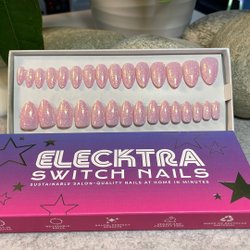 ELECKTRA
SWITCH NAILS
SUSTAINABLE SALON-QUALITY NAILS AT HOME IN MINUTES